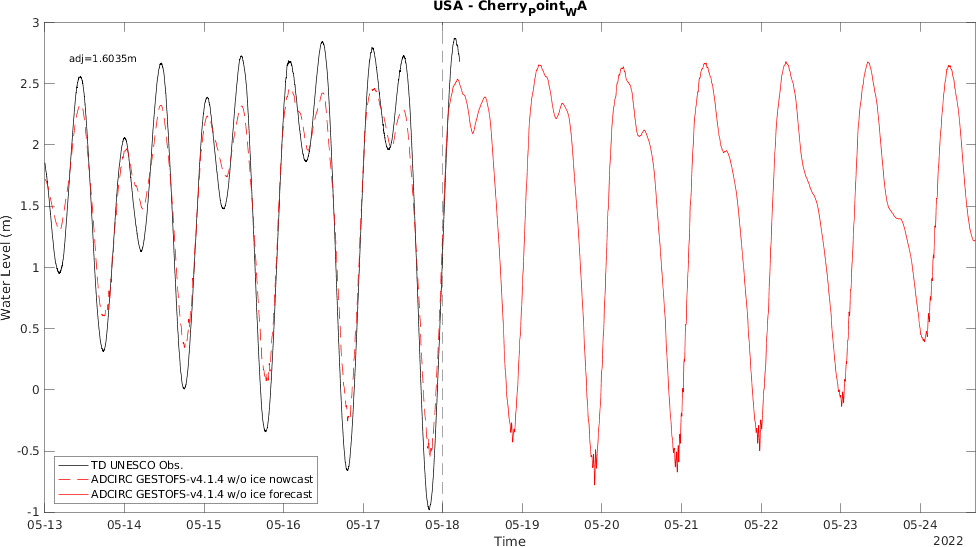 USA - Cherry_Point_WA
3
adj=1.6035m
2.5
2
1.5
Water Level (m)
1
0.5
0
-0.5
TD UNESCO Obs.
ADCIRC GESTOFS-v4.1.4 w/o ice nowcast
ADCIRC GESTOFS-v4.1.4 w/o ice forecast
-1
05-13 05-14 05-15 05-16 05-17 05-18 05-19 05-20 05-21 05-22 05-23 05-24
Time
2022